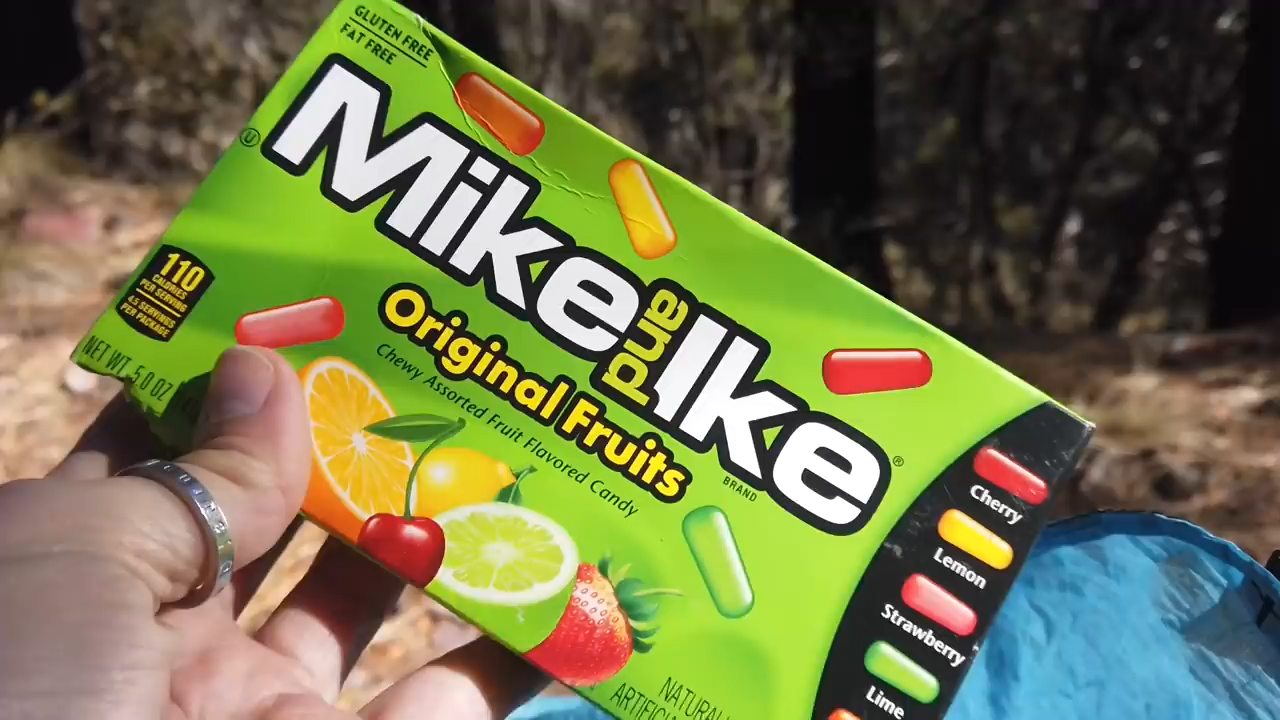 GLUTEN FREE
FAT FREE
Mike and Ike
®
BRAND
Original Fruits
Chewy Assorted Fruit Flavored Candy
U
110
CALORIES
PER SERVING
4.5 SERVINGS
PER PACKAGE
NET WT. 5.0 OZ
Cherry
Lemon
Strawberry
Lime